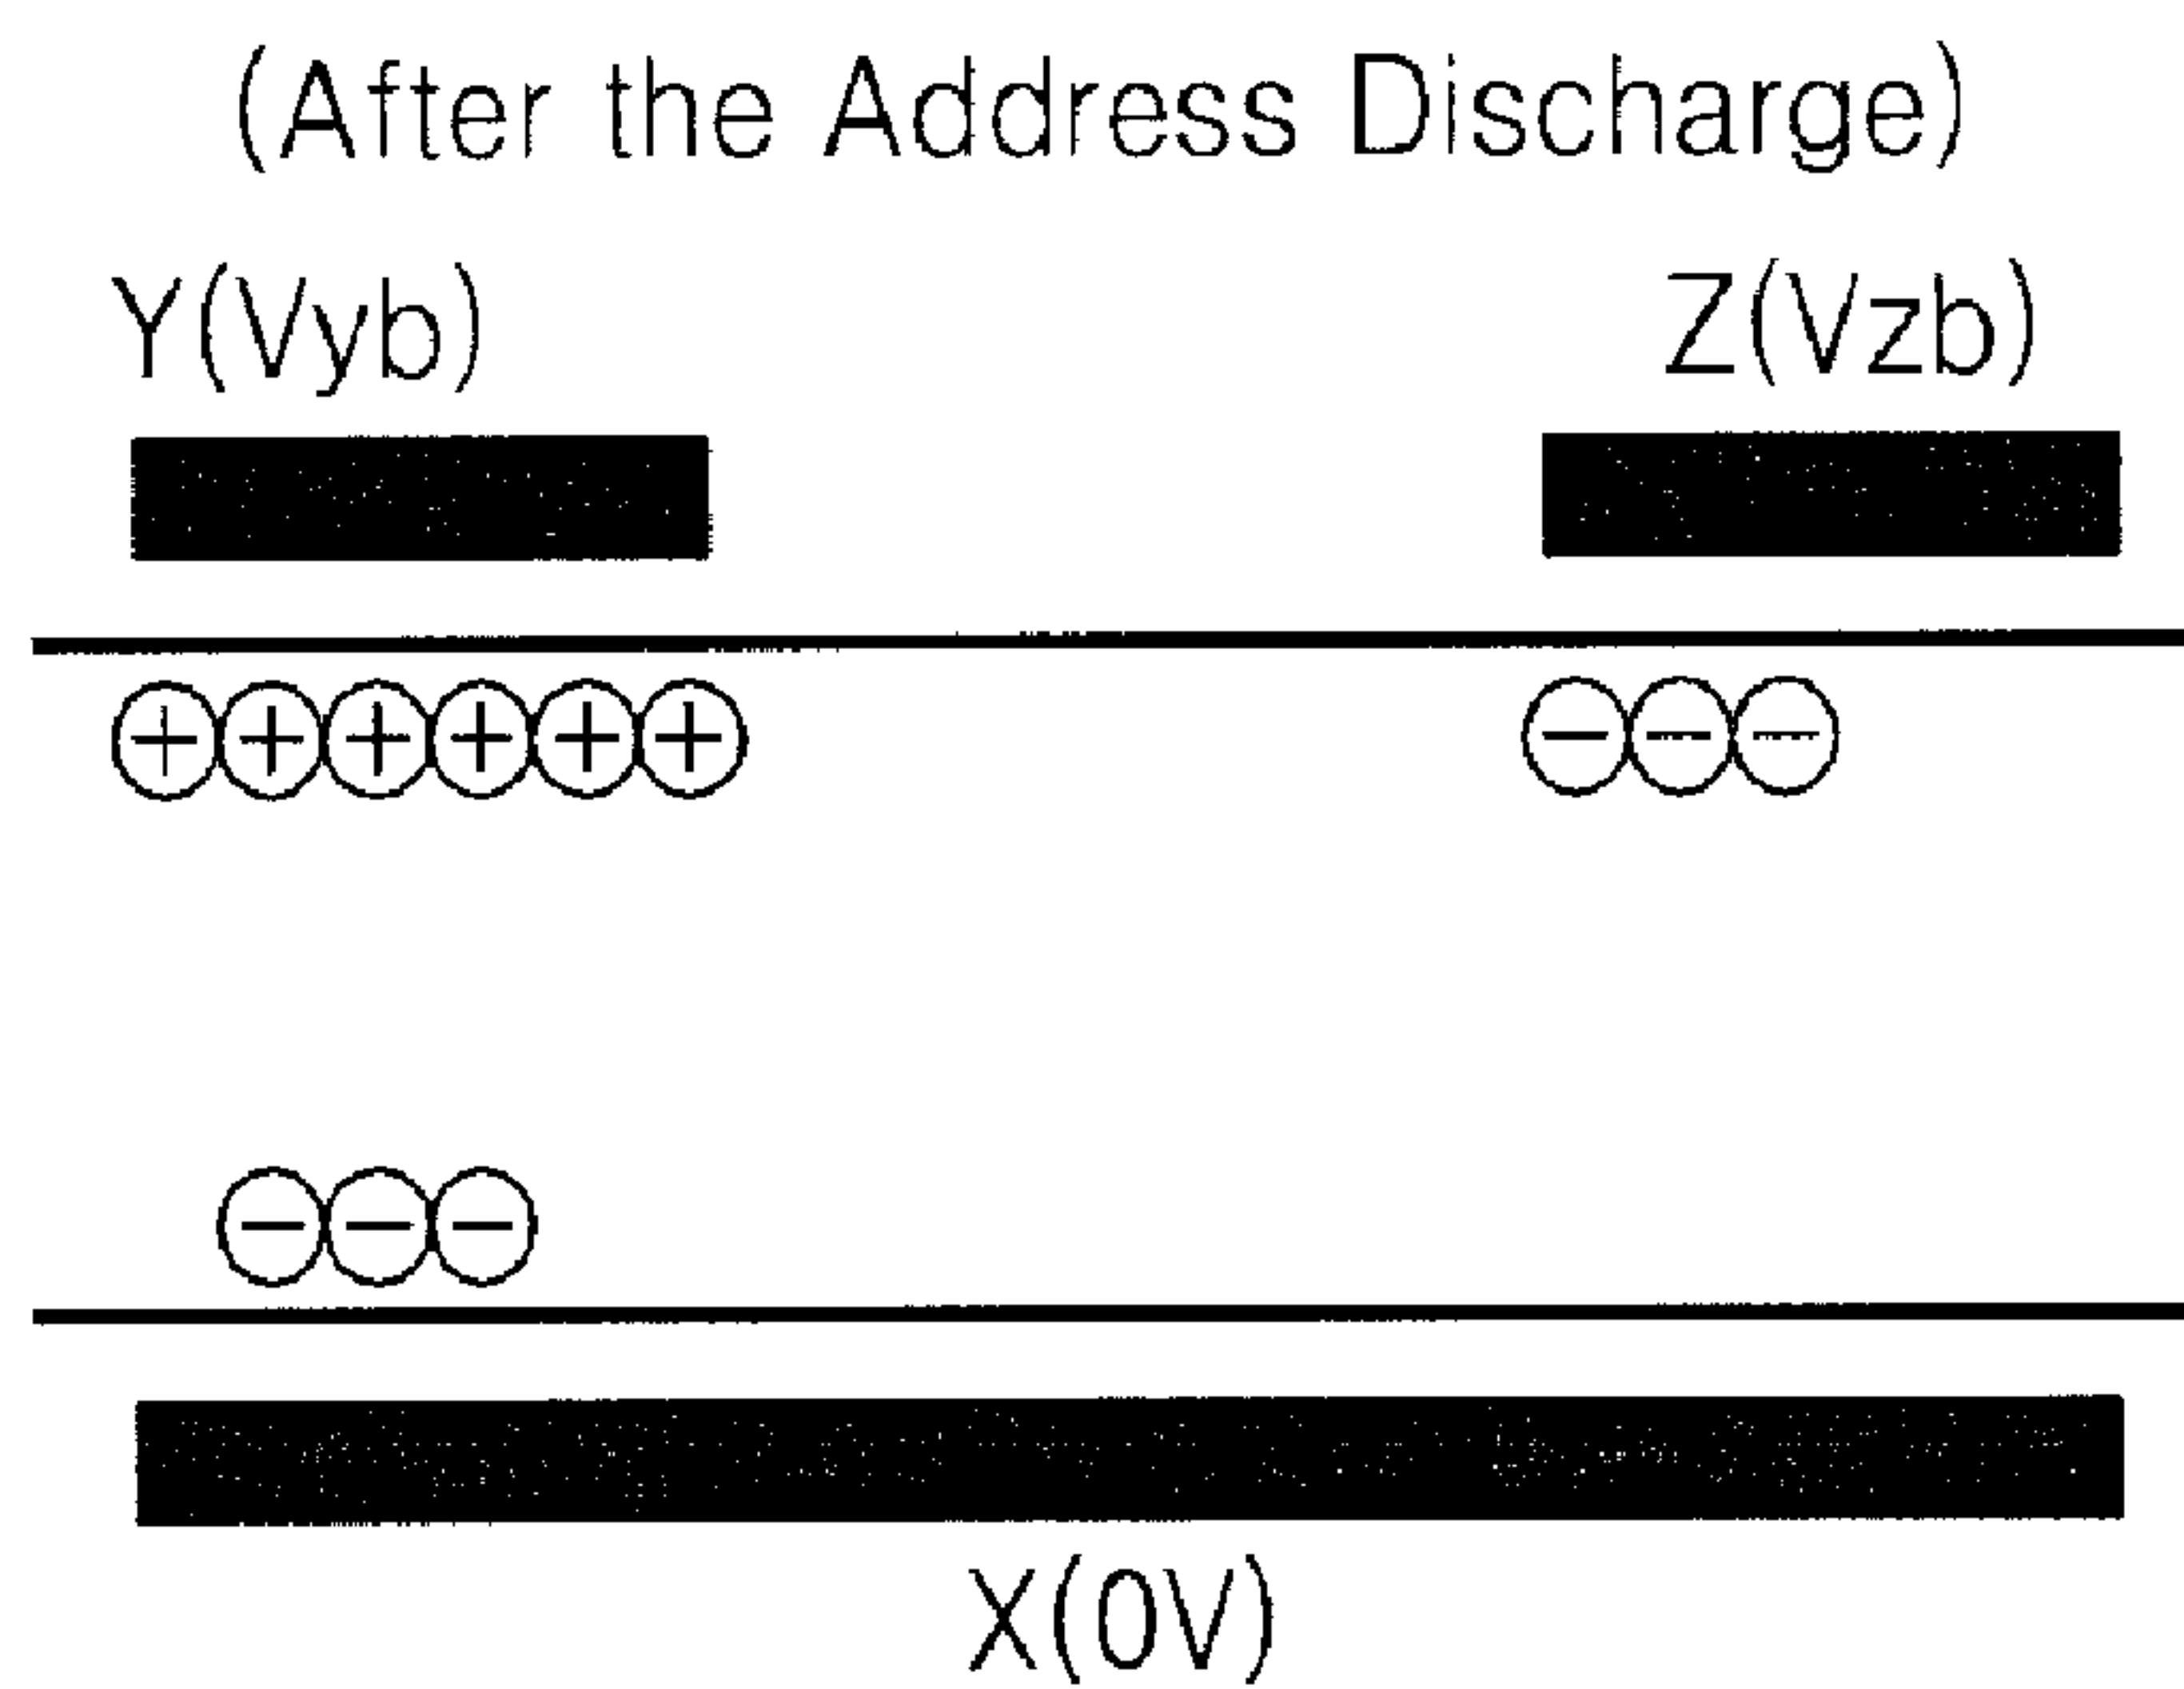 (After the Address Discharge)
Y(Vyb) Z(Vzb)
X(0V)